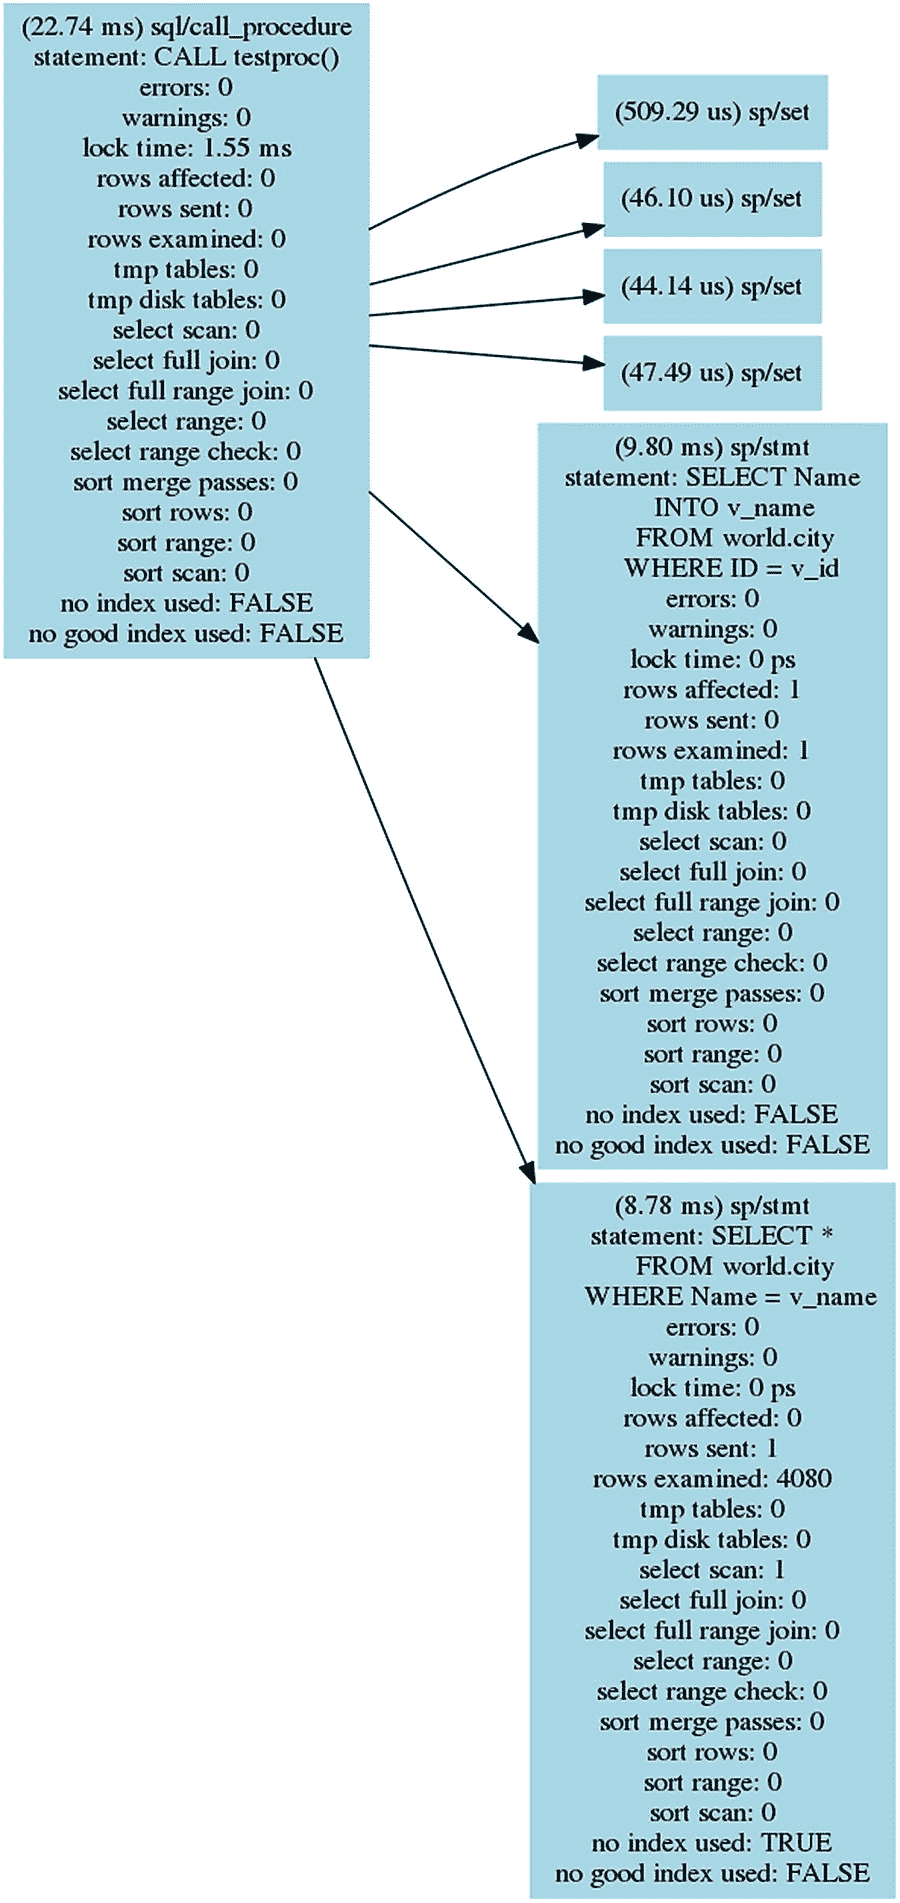 (22.74 ms) sql/call_procedure
statement: CALL testproc()
errors: 0
warnings: 0
lock time: 1.55 ms
rows affected: 0
rows sent: 0
rows examined: 0
tmp tables: 0
tmp disk tables: 0
select scan: 0
select full join: 0
select full range join: 0
select range: 0
select range check: 0
sort merge passes: 0
sort rows: 0
sort range: 0
sort scan: 0
no index used: FALSE
no good index used: FALSE
(509.29 us) sp/set
(46.10 us) sp/set
(44.14 us) sp/set
(47.49 us) sp/set
(9.80 ms) sp/stmt
statement: SELECT Name
INTO v_name
FROM world.city
WHERE ID = v_id
errors: 0
warnings: 0
lock time: 0 ps
rows affected: 1
rows sent: 0
rows examined: 1
tmp tables: 0
tmp disk tables: 0
select scan: 0
select full join: 0
select full range join: 0
select range: 0
select range check: 0
sort merge passes: 0
sort rows: 0
sort range: 0
sort scan: 0
no index used: FALSE
no good index used: FALSE
(8.78 ms) sp/stmt
statement: SELECT *
FROM world.city
WHERE Name = v_name
errors: 0
warnings: 0
lock time: 0 ps
rows affected: 0
rows sent: 1
rows examined: 4080
tmp tables: 0
tmp disk tables: 0
select scan: 1
select full join: 0
select full range join: 0
select range: 0
select range check: 0
sort merge passes: 0
sort rows: 0
sort range: 0
sort scan: 0
no index used: TRUE
no good index used: FALSE